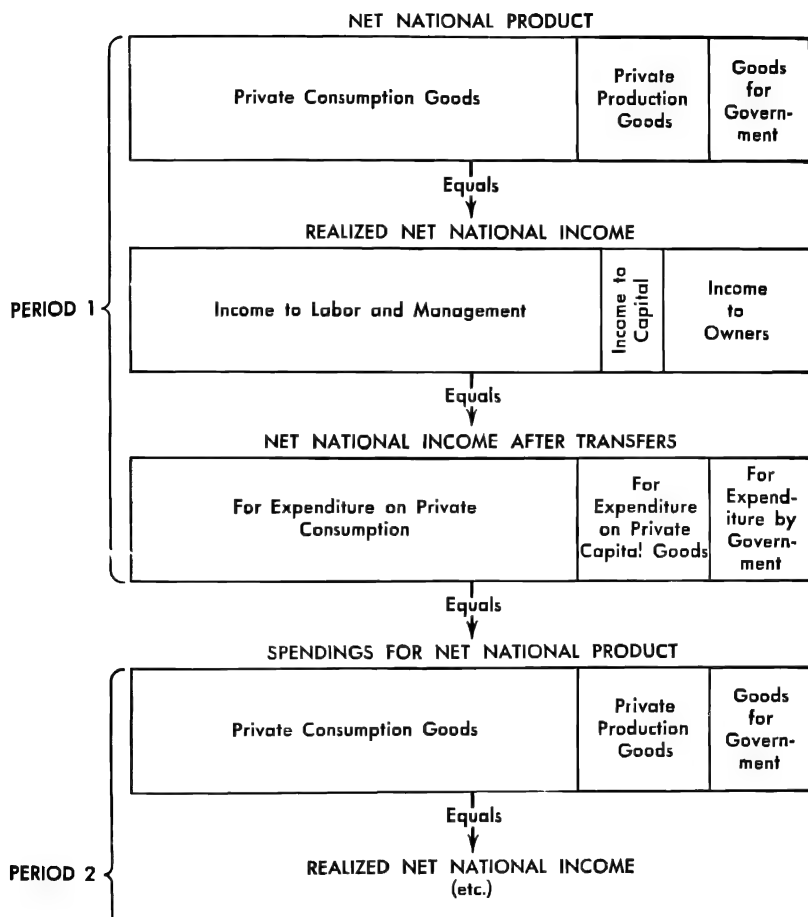 NET NATIONAL PRODUCT
Private Consumption Goods
Private
Production
Goods
Goods
for
Govern-
ment
Equals
REALIZED NET NATIONAL INCOME
PERIOD 1
Income to Labor and Management
Income to
Capital
Income
to
Owners
Equals
NET NATIONAL INCOME AFTER TRANSFERS
For Expenditure on Private
Consumption
For
Expenditure
on Private
Capital Goods
For
Expend-
iture by
Govern-
ment
Equals
SPENDINGS FOR NET NATIONAL PRODUCT
Private Consumption Goods
Private
Production
Goods
Goods
for
Govern-
ment
Equals
PERIOD 2
REALIZED NET NATIONAL INCOME
(etc.)